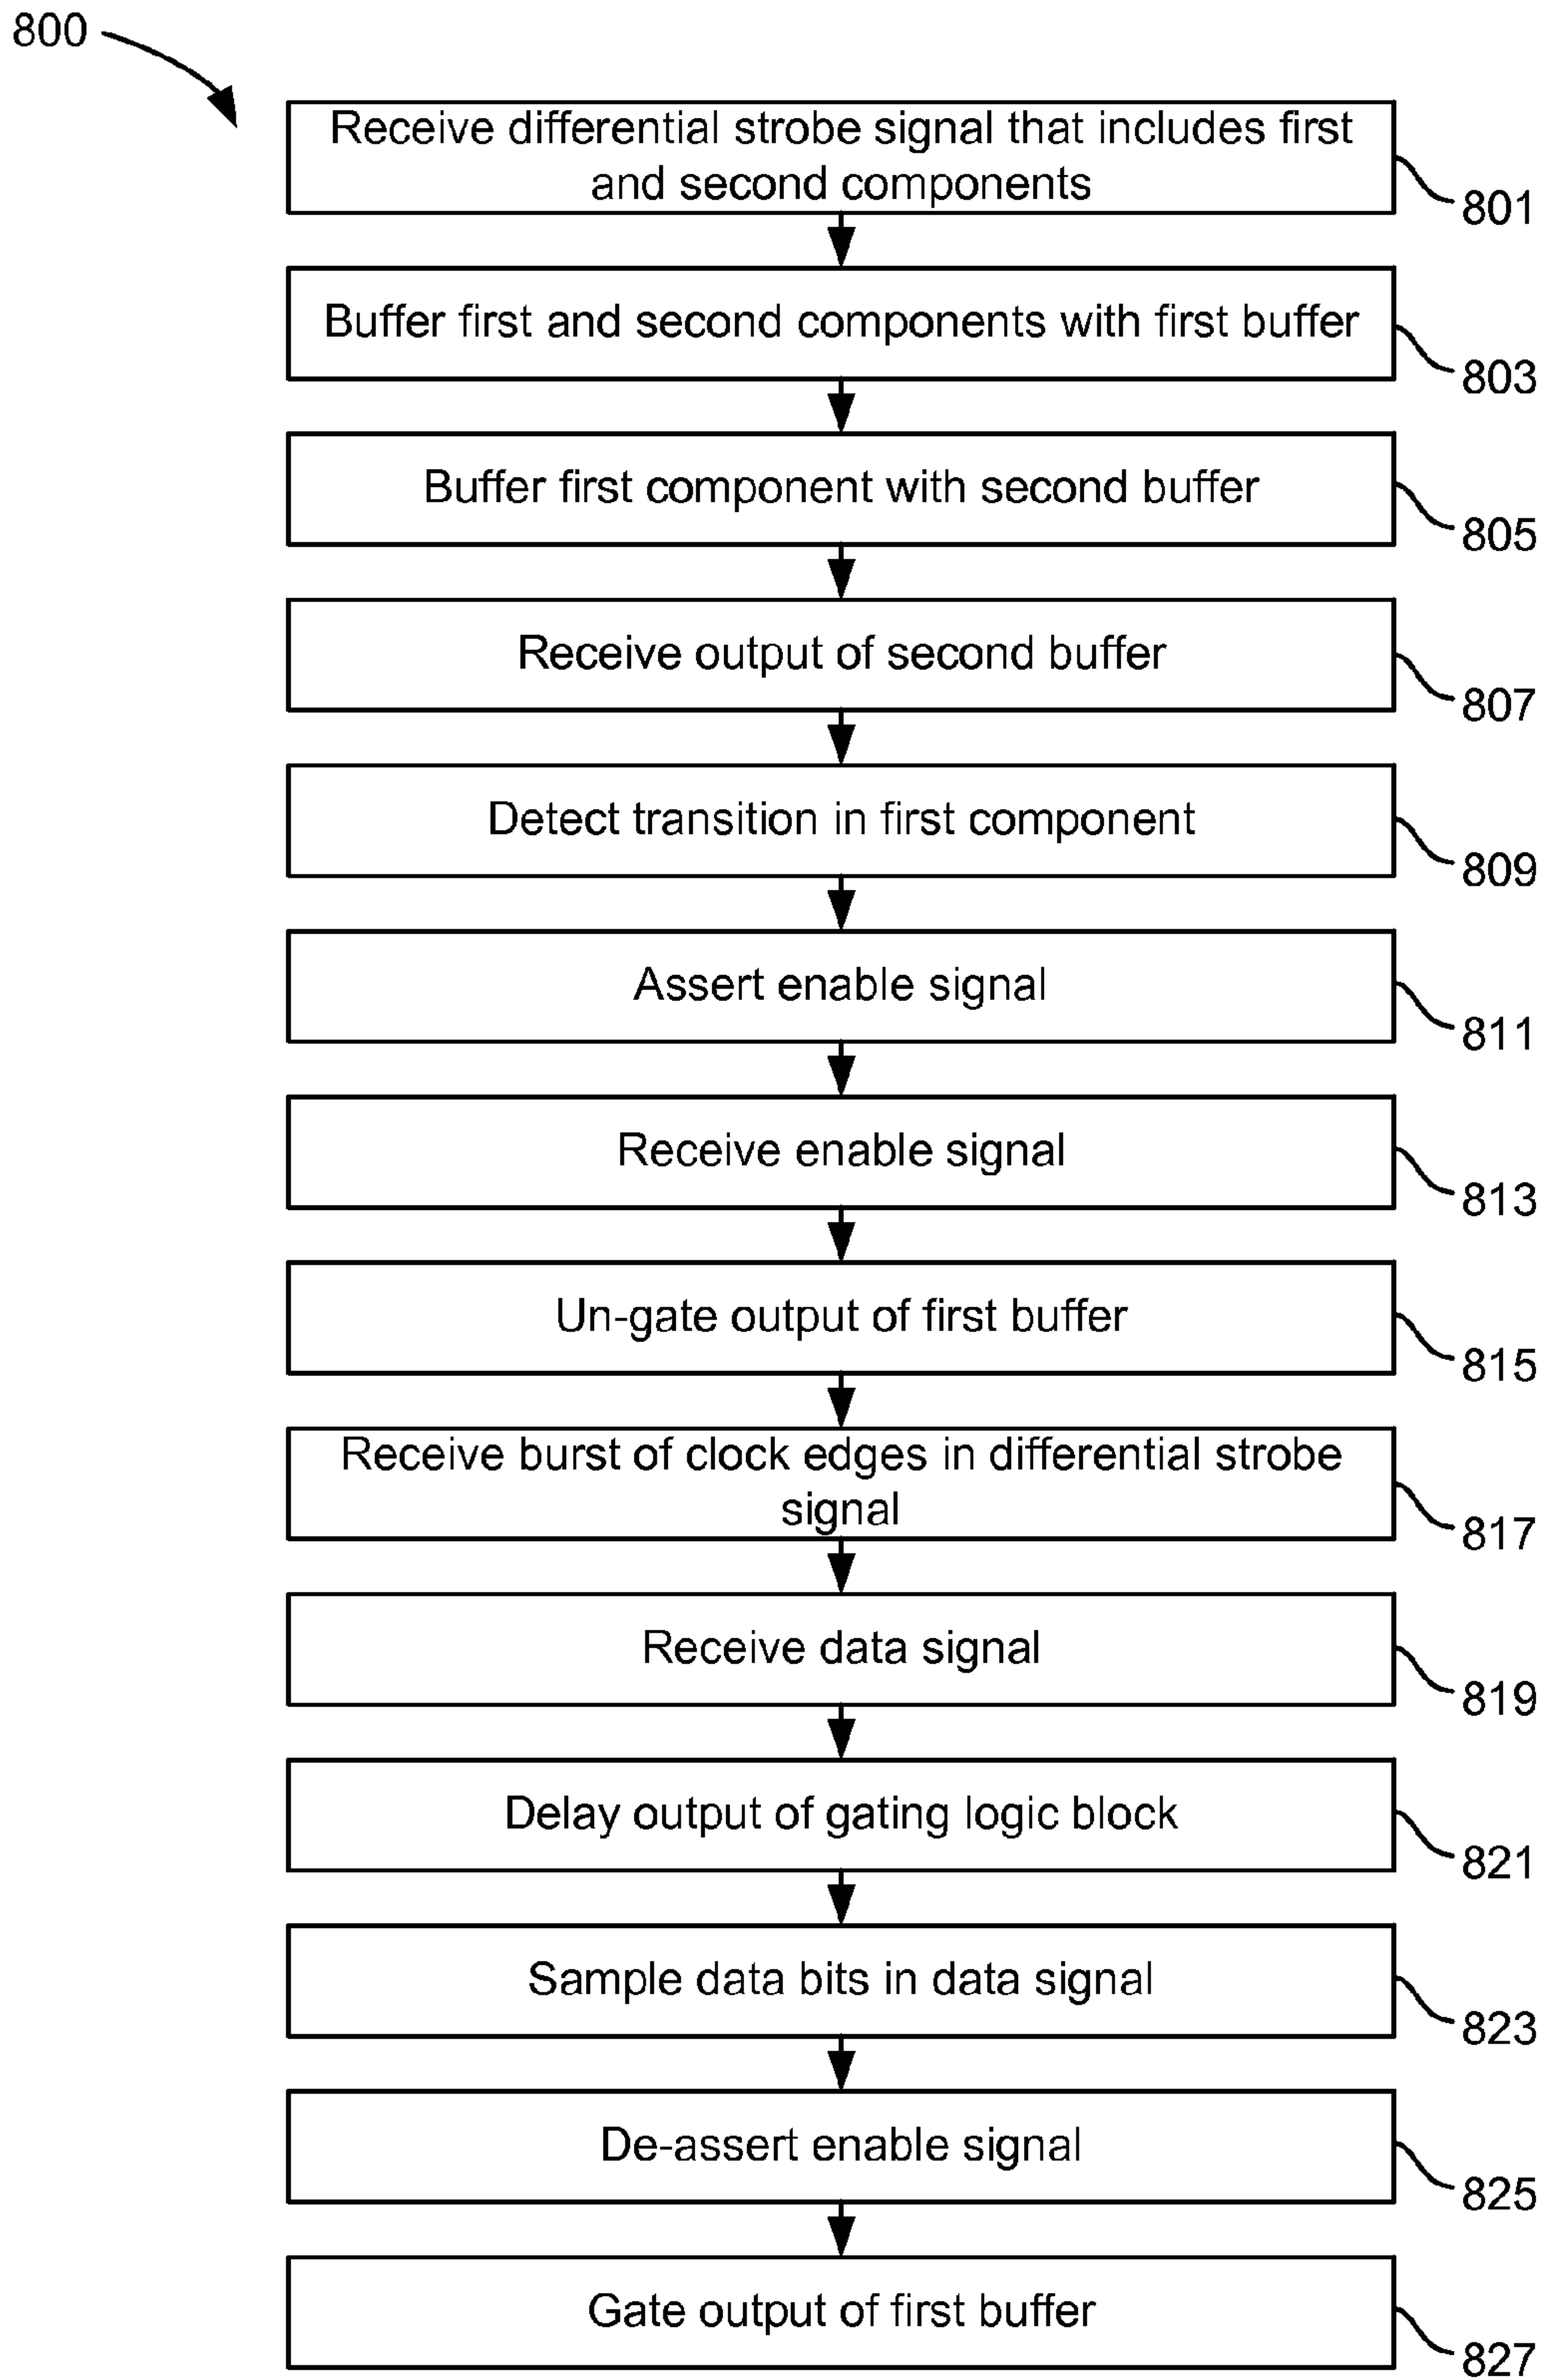 800
Receive differential strobe signal that includes first
and second components
801
Buffer first and second components with first buffer
803
Buffer first component with second buffer
805
Receive output of second buffer
807
Detect transition in first component
809
Assert enable signal
811
Receive enable signal
813
Un-gate output of first buffer
815
Receive burst of clock edges in differential strobe
signal
817
Receive data signal
819
Delay output of gating logic block
821
Sample data bits in data signal
823
De-assert enable signal
825
Gate output of first buffer
827